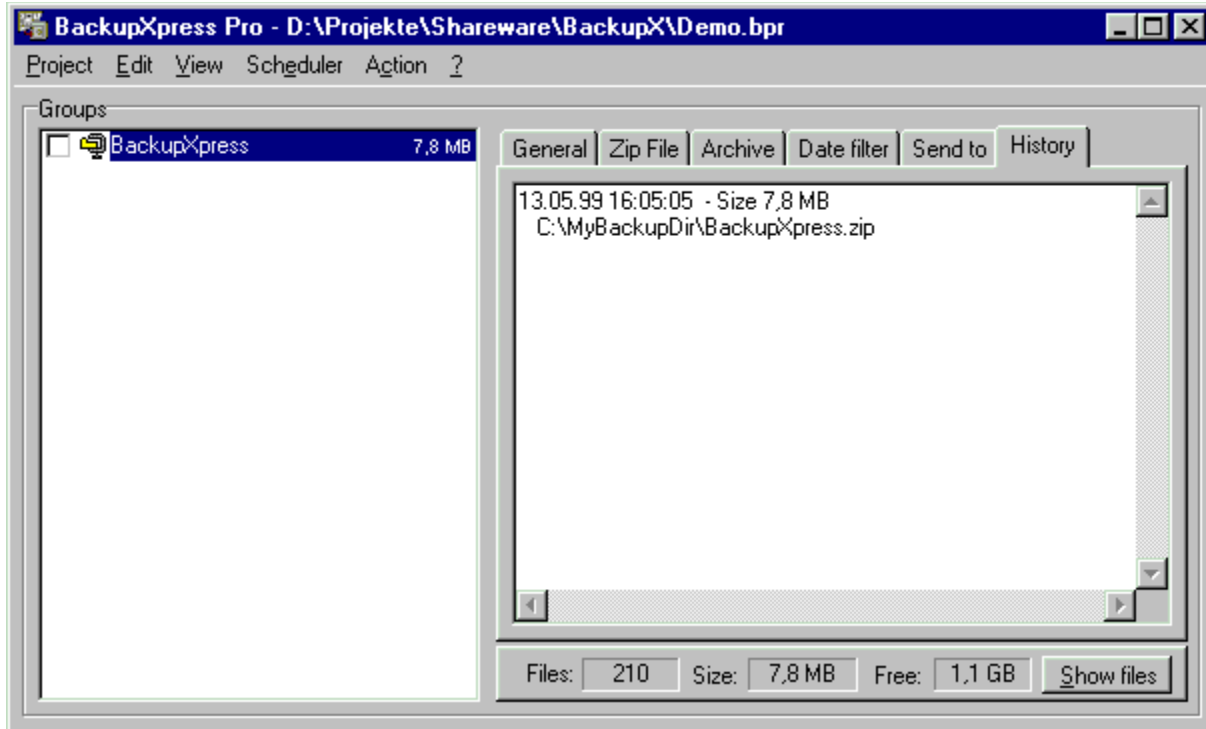 BackupXpress Pro - D:\Projekte\Shareware\BackupX\Demo.bpr
Project Edit View Scheduler Action ?
Groups
BackupXpress 7,8 MB
General Zip File Archive Date filter Send to History
13.05.99 16:05:05 - Size 7,8 MB
C:\MyBackupDir\BackupXpress.zip
Files: 210 Size: 7,8 MB Free: 1,1 GB Show files